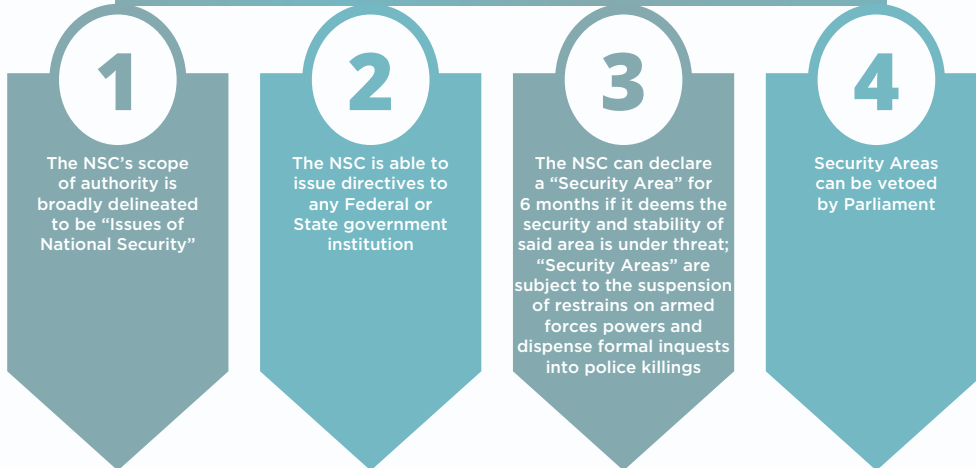 1
The NSC’s scope
of authority is
broadly delineated
to be “Issues of
National Security”
2
The NSC is able to
issue directives to
any Federal or
State government
institution
3
The NSC can declare
a “Security Area” for
6 months if it deems the
security and stability of
said area is under threat;
“Security Areas” are
subject to the suspension
of restrains on armed
forces powers and
dispense formal inquests
into police killings
4
Security Areas
can be vetoed
by Parliament